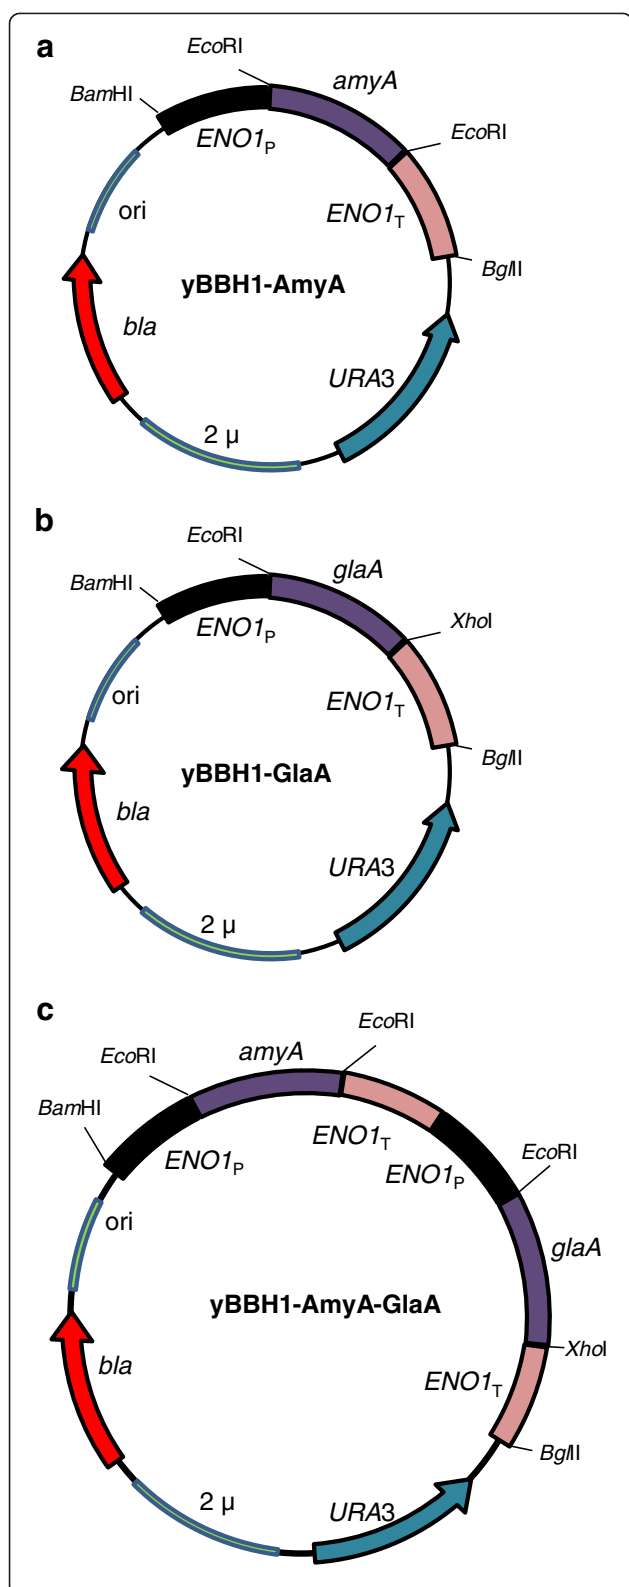 a
EcoRI
amyA
BamHI
EcoRI
ENO1P
ori
ENO1T
BglII
yBBH1-AmyA
bla
URA3
2 µ
b
EcoRI
glaA
BamHI
XhoI
ENO1P
ori
ENO1T
BglII
yBBH1-GlaA
bla
URA3
2 µ
c
EcoRI
amyA
EcoRI
BamHI
ENO1T
ENO1P
ENO1P
EcoRI
ori
glaA
yBBH1-AmyA-GlaA
XhoI
bla
ENO1T
BglII
2 µ
URA3